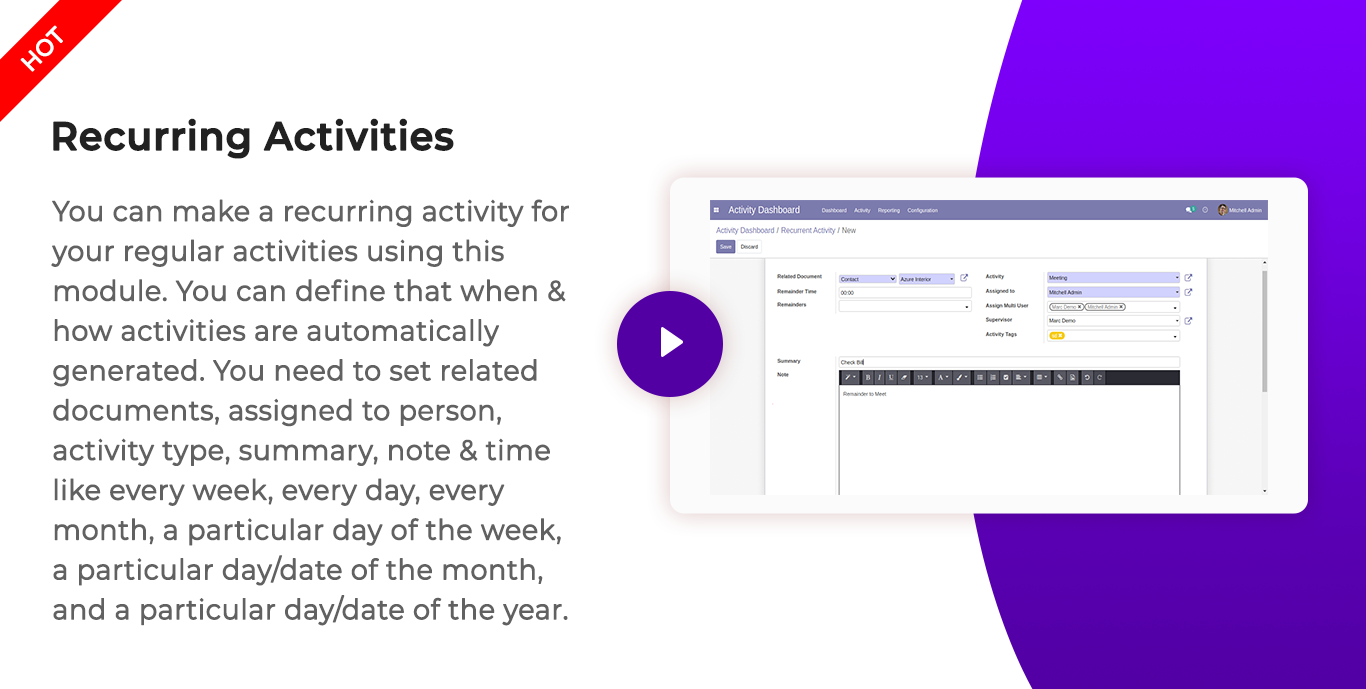 HOT
Recurring Activities
You can make a recurring activity for
your regular activities using this
module. You can define that when &
how activities are automatically
generated. You need to set related
documents, assigned to person,
activity type, summary, note & time
like every week, every day, every
month, a particular day of the week,
a particular day/date of the month,
and a particular day/date of the year.
Activity Dashboard Dashboard Activity Reporting Configuration Mitchell Admin
Activity Dashboard / Recurrent Activity / New
Save Discard
Related Document Contact Azure Interior
Remainder Time 00:00
Remainders
Activity Meeting
Assigned to Mitchell Admin
Assign Multi User Marc Demo × Mitchell Admin ×
Supervisor Marc Demo
Activity Tags
Summary Check Bill
Note
B I U 13 A
Remainder to Meet